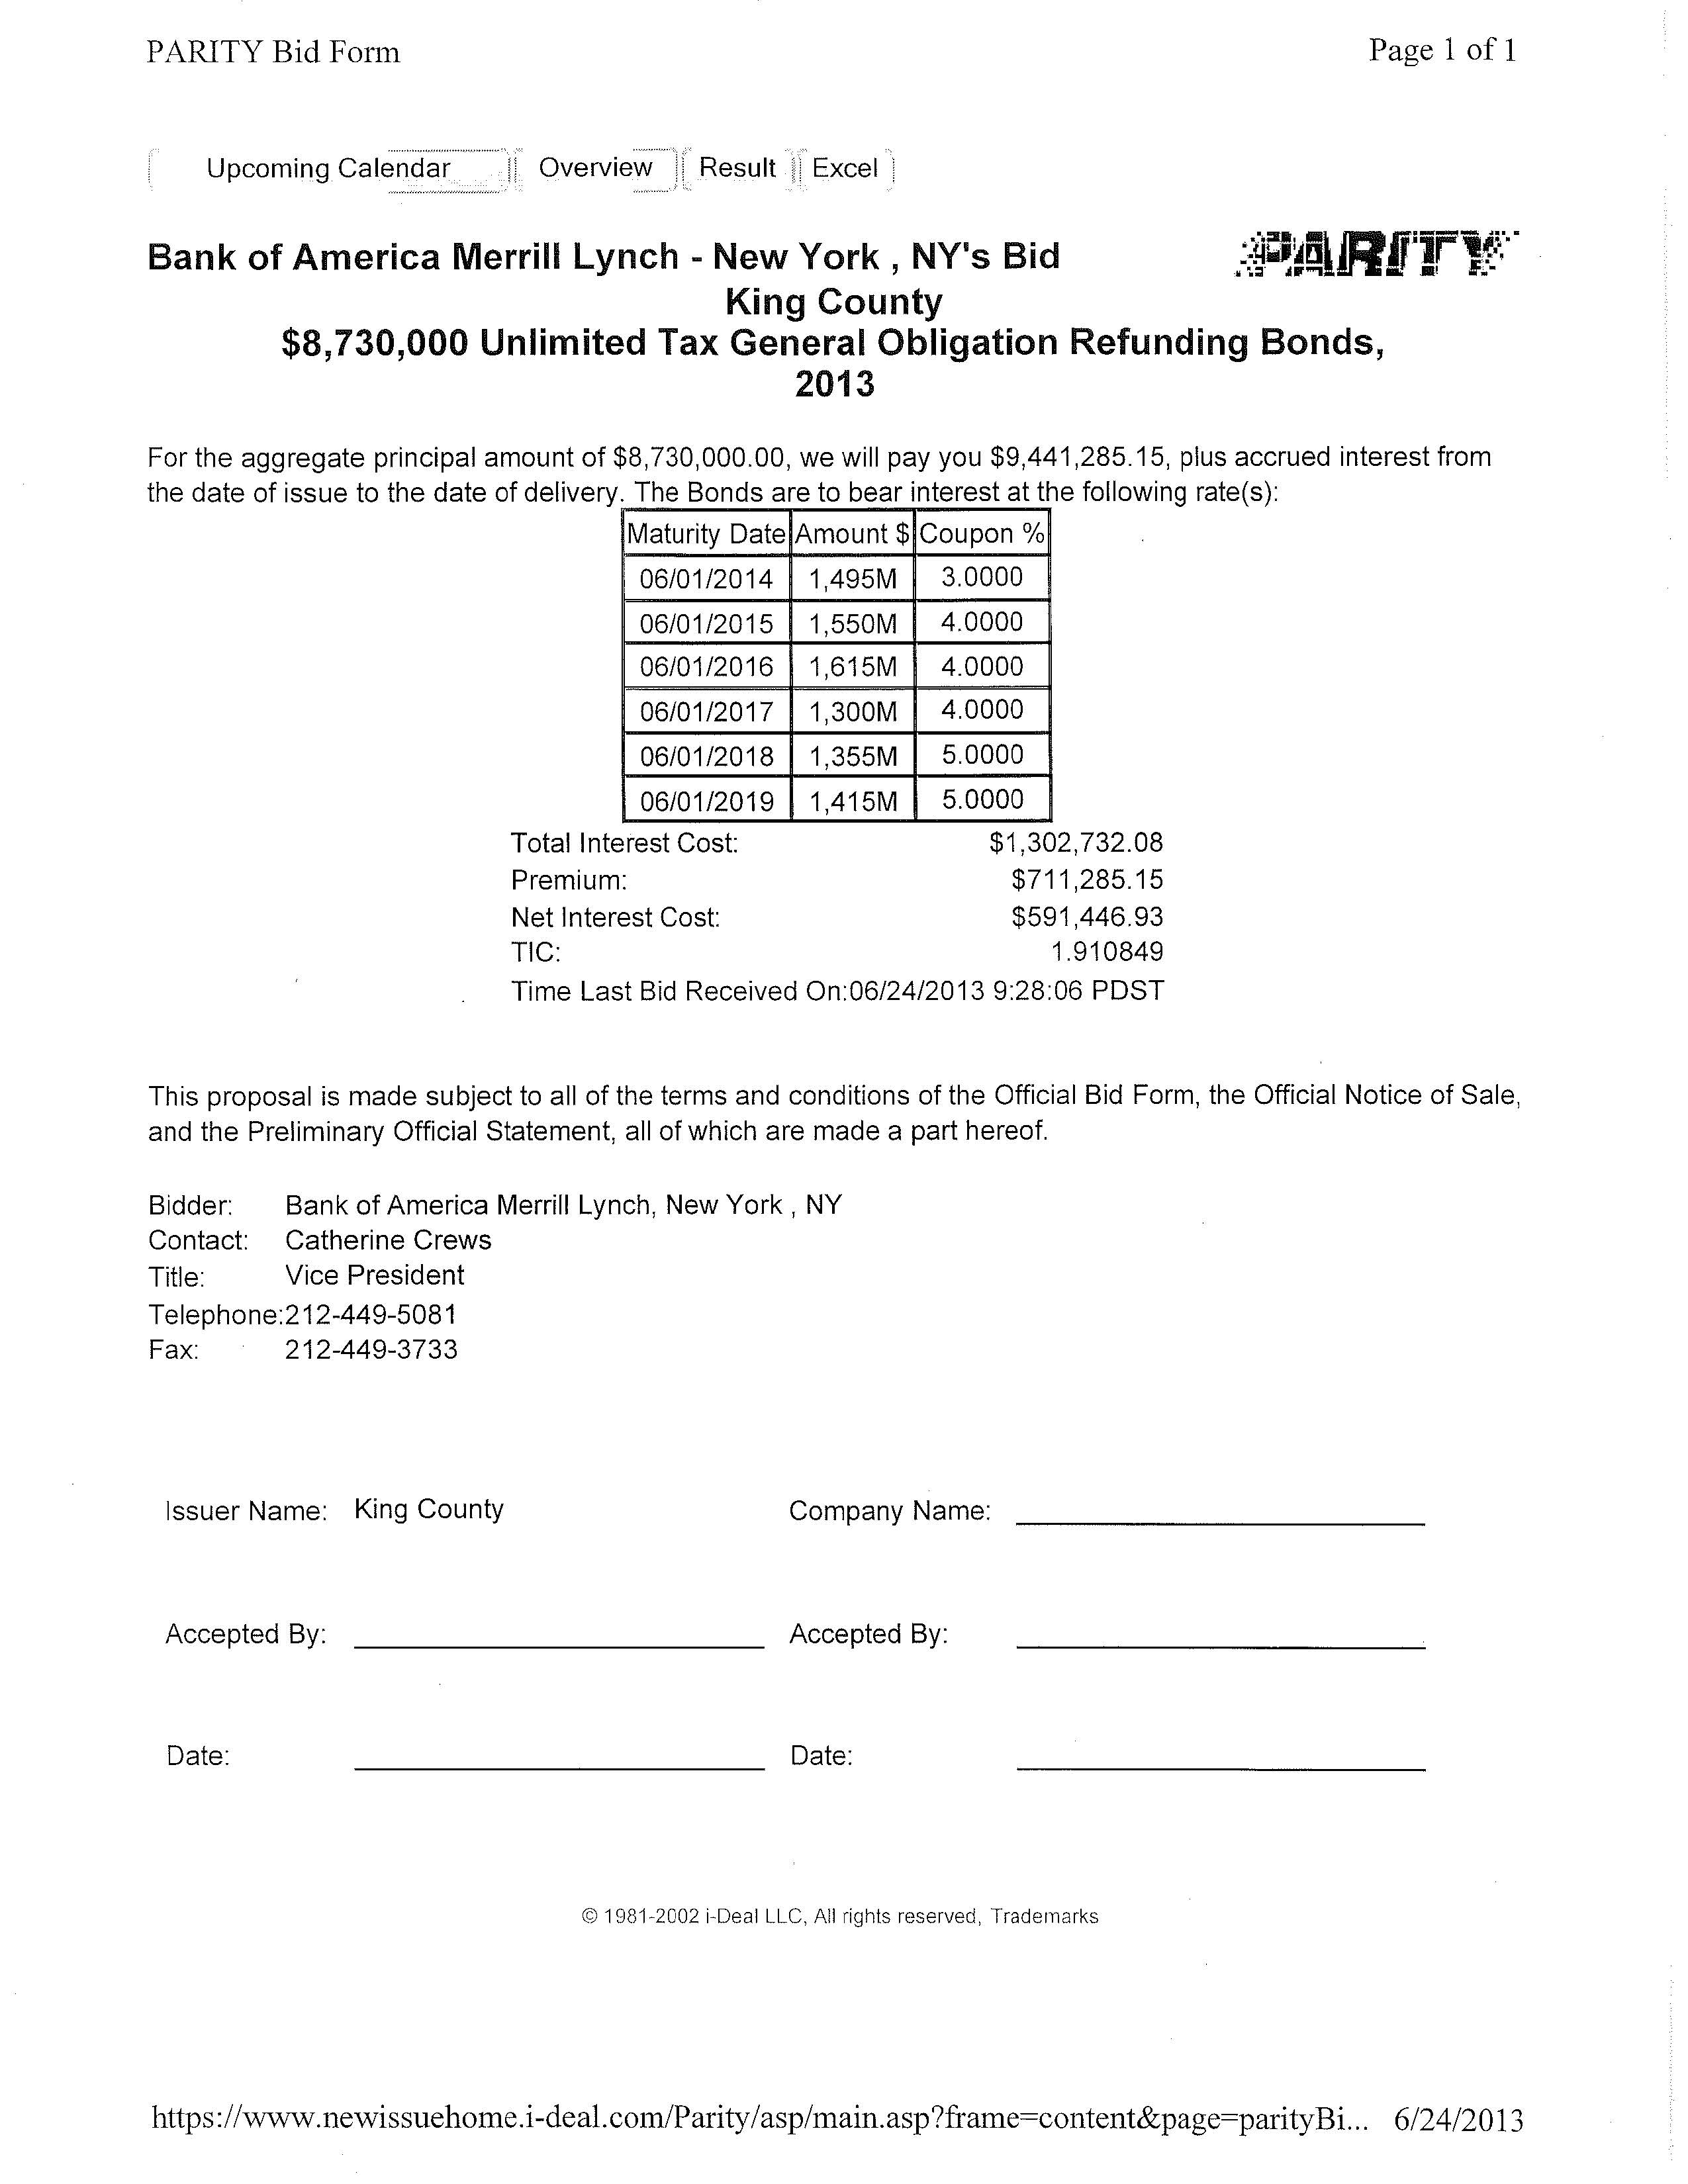 PARITY Bid Form Page 1 of 1
Upcoming Calendar Overview Result Excel
Bank of America Merrill Lynch - New York , NY's Bid PARITY
King County
$8,730,000 Unlimited Tax General Obligation Refunding Bonds,
2013
For the aggregate principal amount of $8,730,000.00, we will pay you $9,441,285.15, plus accrued interest from
the date of issue to the date of delivery. The Bonds are to bear interest at the following rate(s):
Maturity Date Amount $ Coupon %
06/01/2014 1,495M 3.0000
06/01/2015 1,550M 4.0000
06/01/2016 1,615M 4.0000
06/01/2017 1,300M 4.0000
06/01/2018 1,355M 5.0000
06/01/2019 1,415M 5.0000
Total Interest Cost: $1,302,732.08
Premium: $711,285.15
Net Interest Cost: $591,446.93
TIC: 1.910849
Time Last Bid Received On:06/24/2013 9:28:06 PDST
This proposal is made subject to all of the terms and conditions of the Official Bid Form, the Official Notice of Sale,
and the Preliminary Official Statement, all of which are made a part hereof.
Bidder: Bank of America Merrill Lynch, New York , NY
Contact: Catherine Crews
Title: Vice President
Telephone:212-449-5081
Fax: 212-449-3733
Issuer Name: King County Company Name:
Accepted By: Accepted By:
Date: Date:
© 1981-2002 i-Deal LLC, All rights reserved, Trademarks
https://www.newissuehome.i-deal.com/Parity/asp/main.asp?frame=content&page=parityBi... 6/24/2013